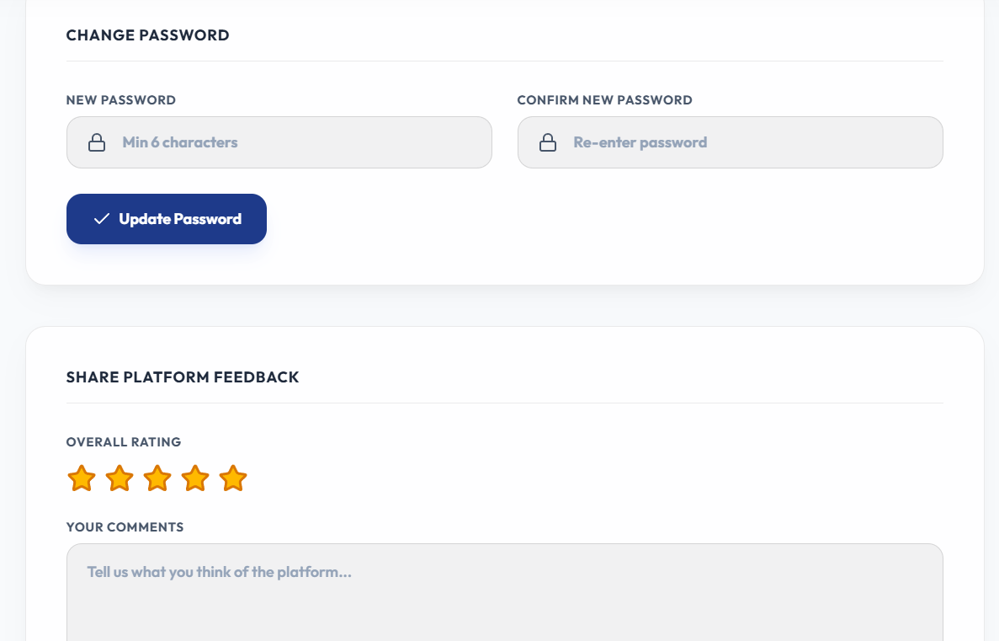 CHANGE PASSWORD
NEW PASSWORD
CONFIRM NEW PASSWORD
Min 6 characters
Re-enter password
Update Password
SHARE PLATFORM FEEDBACK
OVERALL RATING
YOUR COMMENTS
Tell us what you think of the platform...